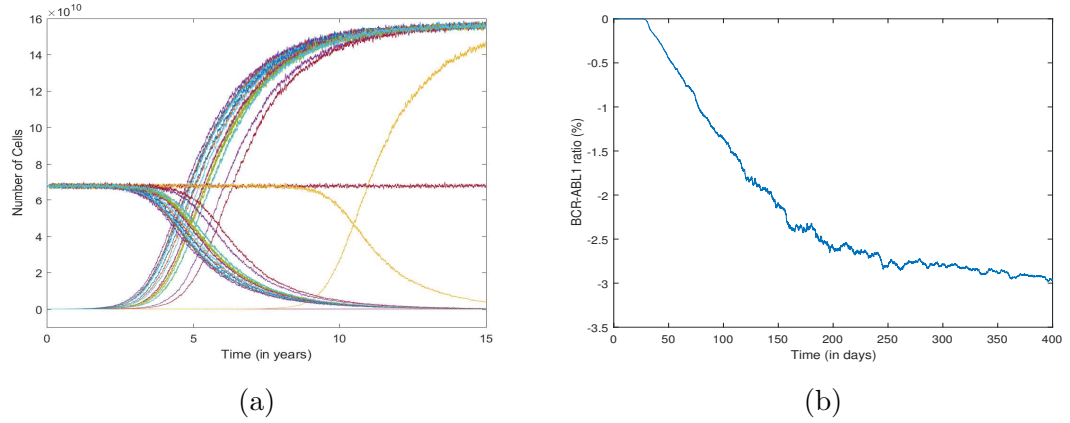 16 × 10^10
14
12
10
8
6
4
2
0
Number of Cells
0 5 10 15
Time (in years)
(a)
0
-0.5
-1
-1.5
-2
-2.5
-3
-3.5
BCR-ABL1 ratio (%)
0 50 100 150 200 250 300 350 400
Time (in days)
(b)